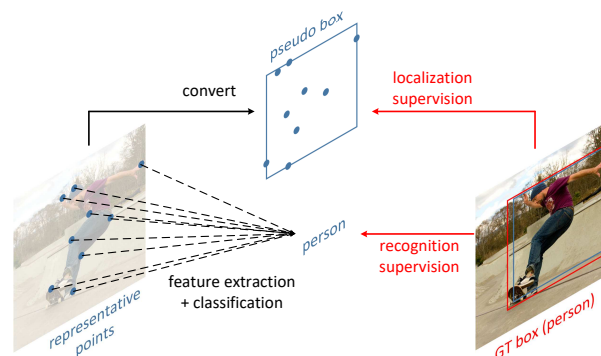 pseudo box
convert
localization
supervision
person
recognition
supervision
feature extraction
+ classification
representative
points
GT box (person)